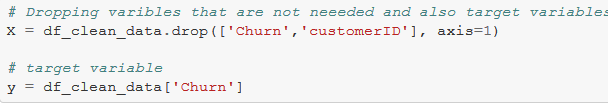 # Dropping varibles that are not neeeded and also target variables
X = df_clean_data.drop(['Churn','customerID'], axis=1)
# target variable
y = df_clean_data['Churn']